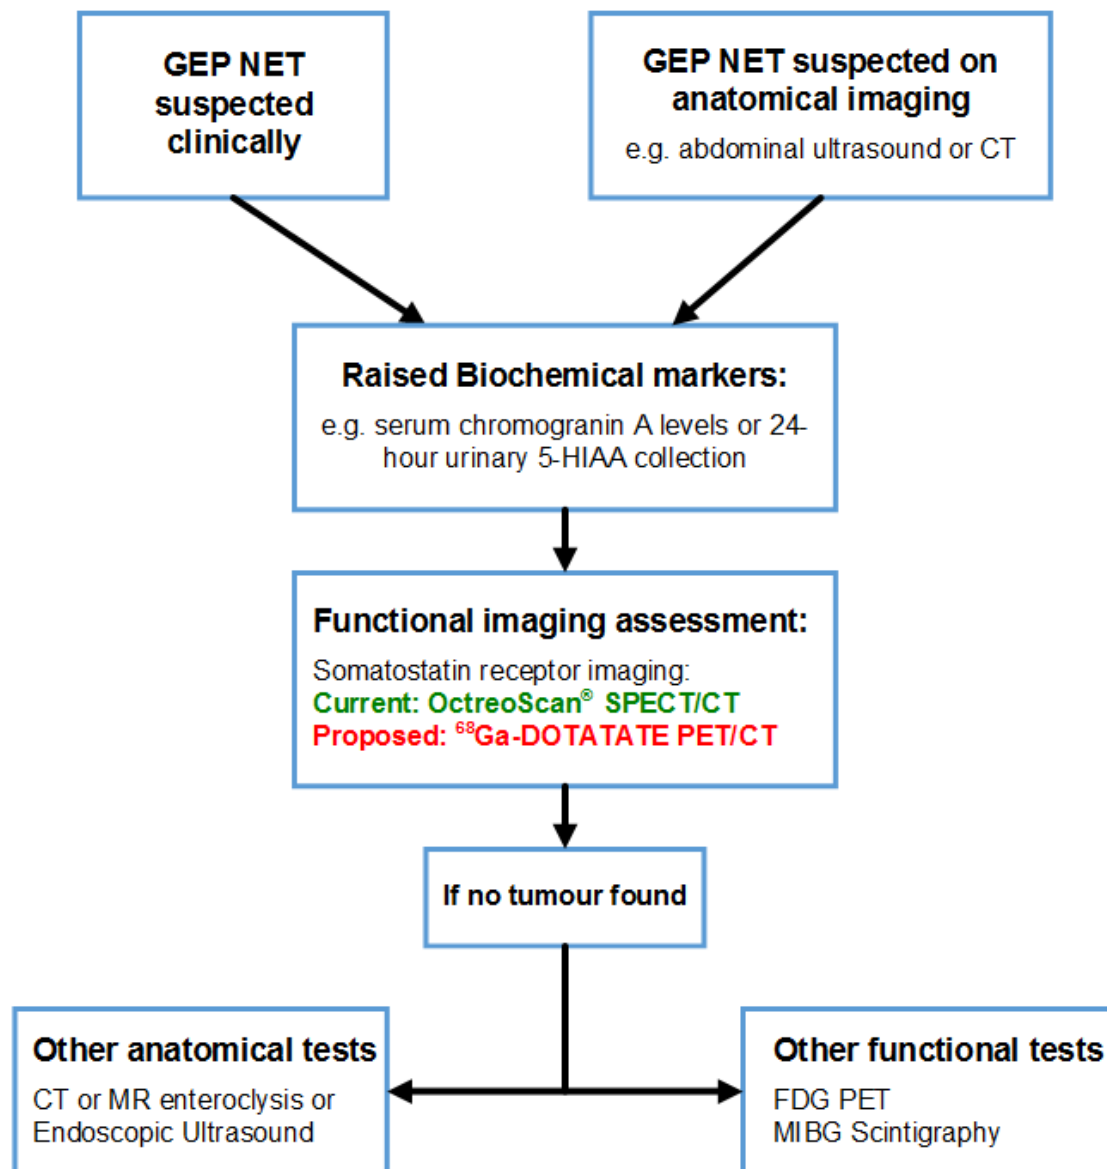 GEP NET
suspected
clinically
GEP NET suspected on
anatomical imaging
e.g. abdominal ultrasound or CT
Raised Biochemical markers:
e.g. serum chromogranin A levels or 24-
hour urinary 5-HIAA collection
Functional imaging assessment:
Somatostatin receptor imaging:
Current: OctreoScan® SPECT/CT
Proposed: ⁶⁸Ga-DOTATATE PET/CT
If no tumour found
Other anatomical tests
CT or MR enteroclysis or
Endoscopic Ultrasound
Other functional tests
FDG PET
MIBG Scintigraphy